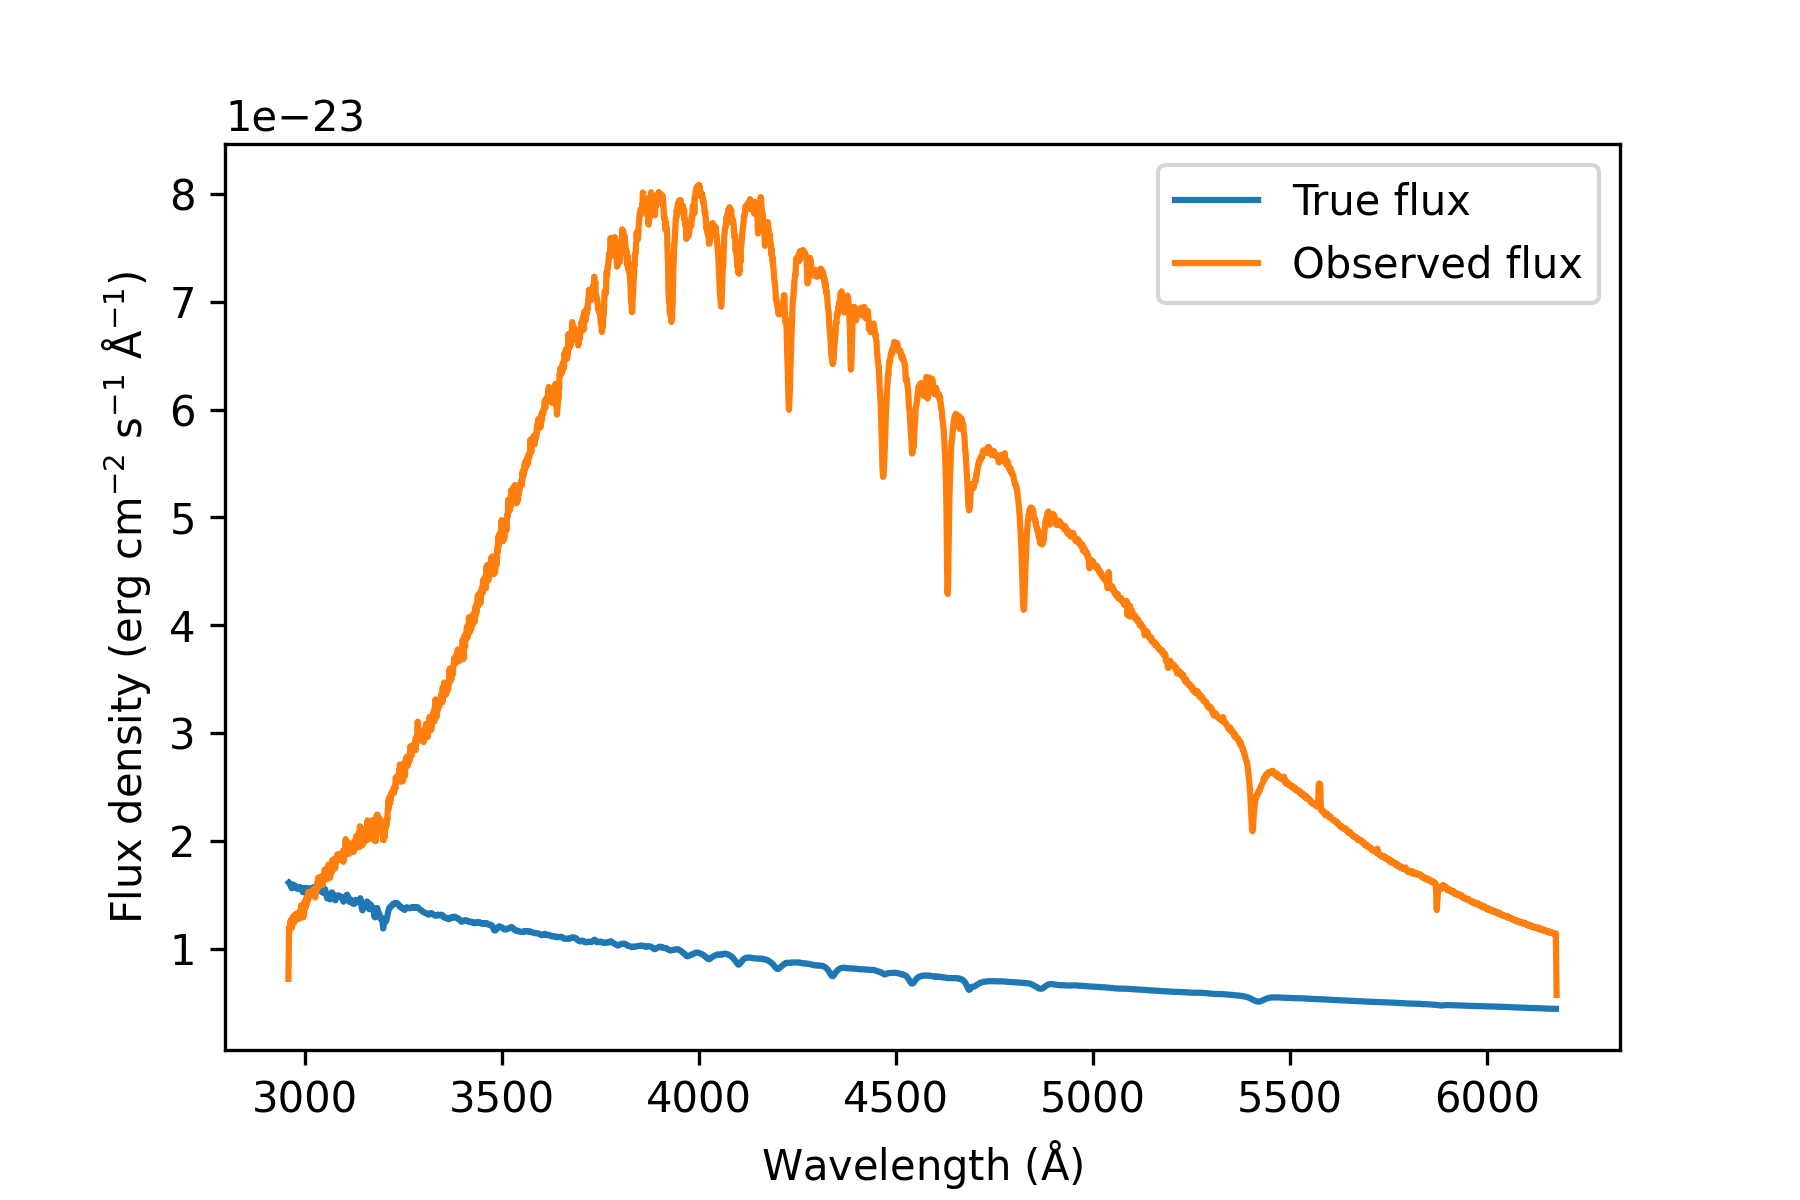 1e−23
True flux
Observed flux
8
7
6
5
4
3
2
1
Flux density (erg cm⁻² s⁻¹ Å⁻¹)
3000 3500 4000 4500 5000 5500 6000
Wavelength (Å)